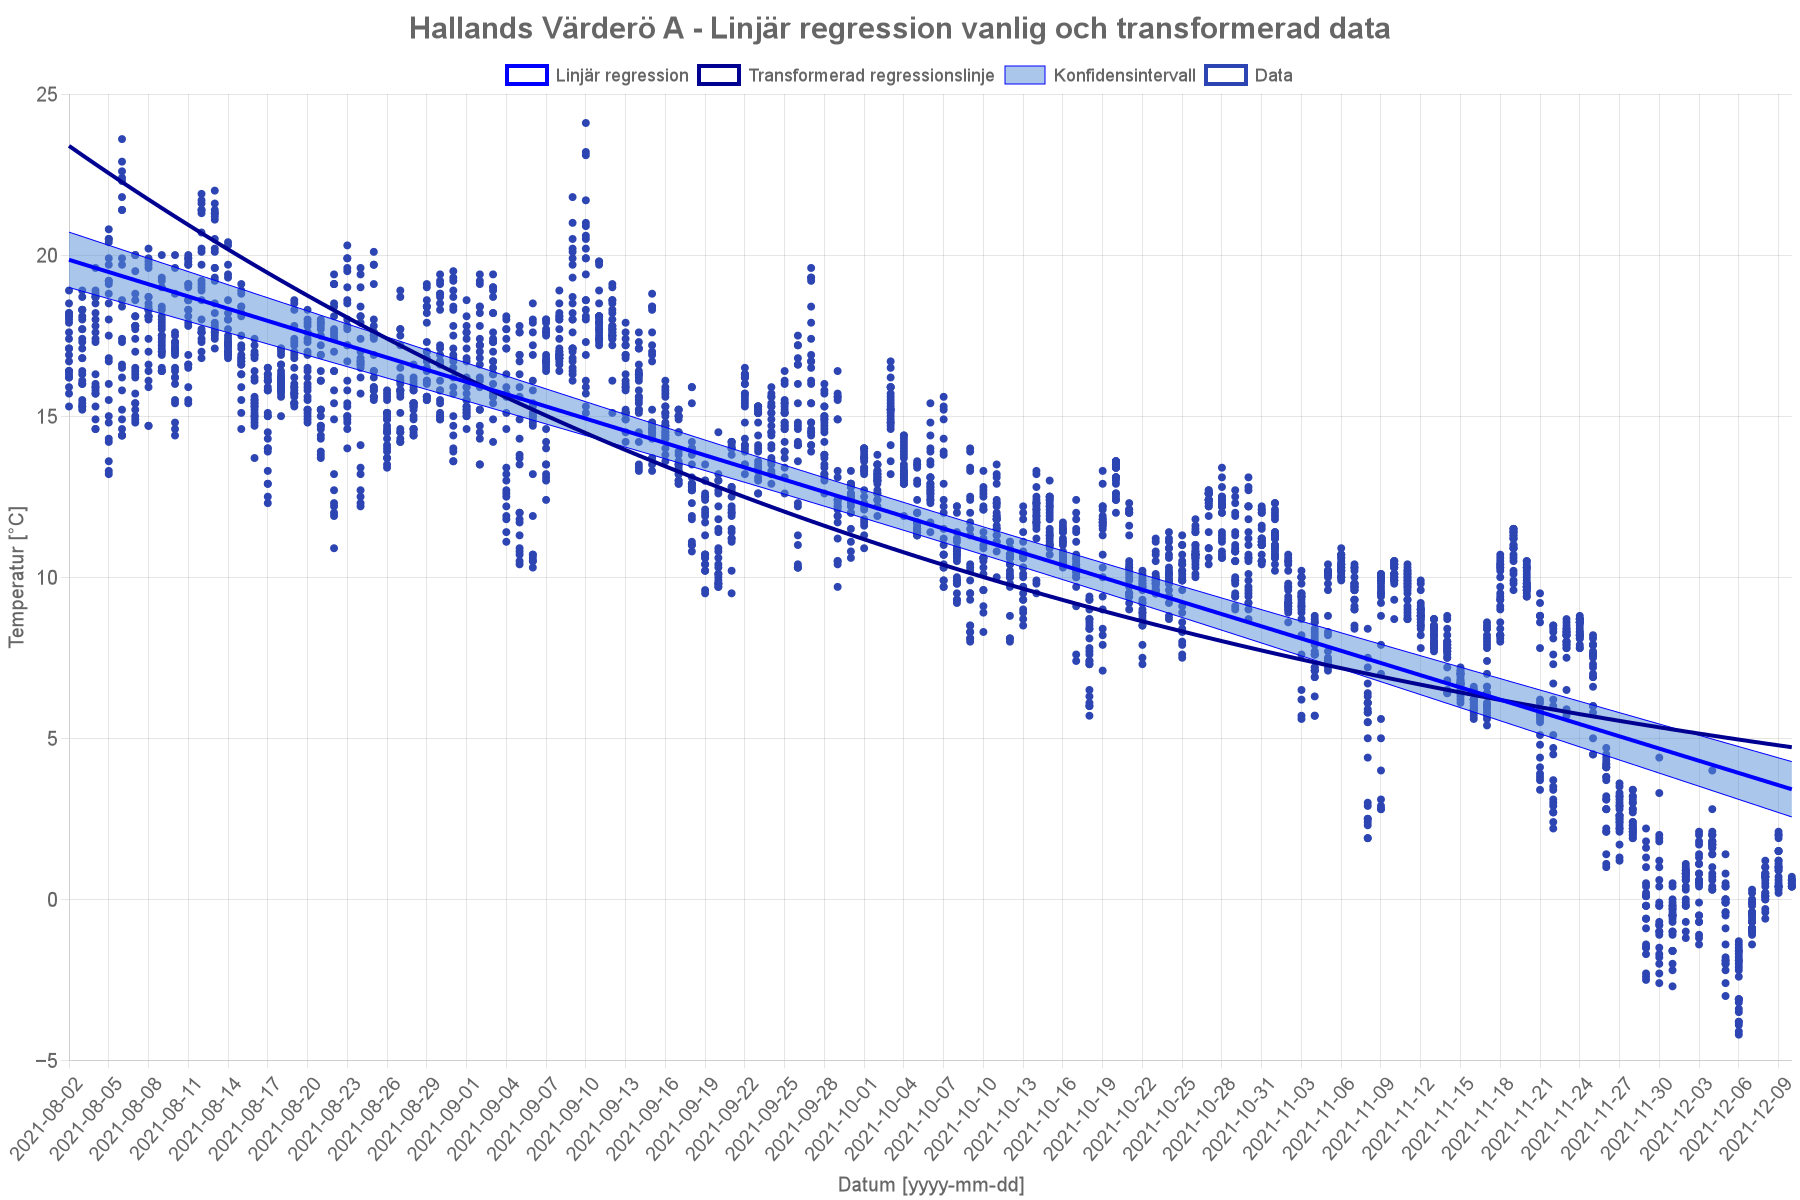 Hallands Värderö A - Linjär regression vanlig och transformerad data
Linjär regression Transformerad regressionslinje Konfidensintervall Data
25
20
15
10
5
0
−5
Temperatur [°C]
2021-08-02 2021-08-05 2021-08-08 2021-08-11 2021-08-14 2021-08-17 2021-08-20 2021-08-23 2021-08-26 2021-08-29 2021-09-01 2021-09-04 2021-09-07 2021-09-10 2021-09-13 2021-09-16 2021-09-19 2021-09-22 2021-09-25 2021-09-28 2021-10-01 2021-10-04 2021-10-07 2021-10-10 2021-10-13 2021-10-16 2021-10-19 2021-10-22 2021-10-25 2021-10-28 2021-10-31 2021-11-03 2021-11-06 2021-11-09 2021-11-12 2021-11-15 2021-11-18 2021-11-21 2021-11-24 2021-11-27 2021-11-30 2021-12-03 2021-12-06 2021-12-09
Datum [yyyy-mm-dd]